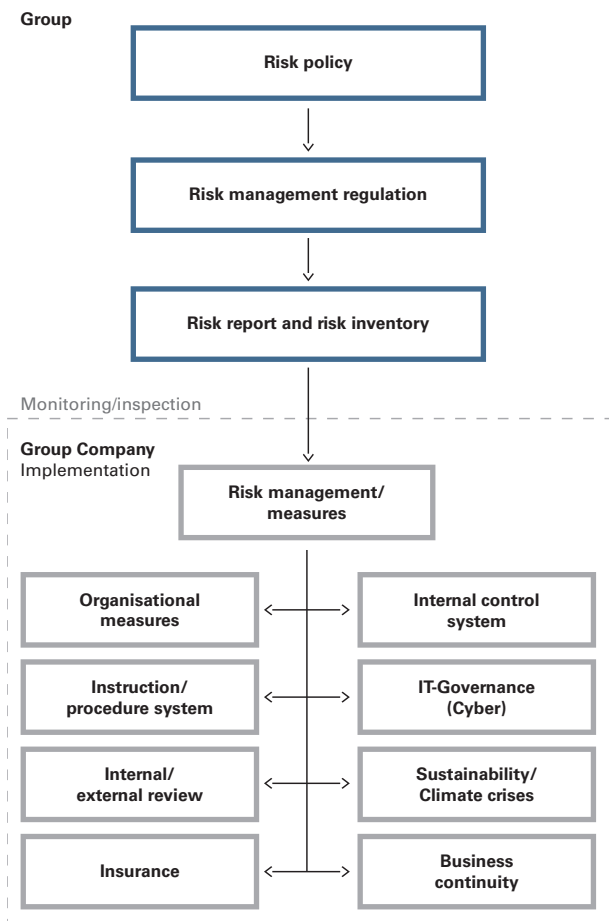 Group
Risk policy
Risk management regulation
Risk report and risk inventory
Monitoring/inspection
Group Company
Implementation
Risk management/
measures
Organisational
measures
Internal control
system
Instruction/
procedure system
IT-Governance
(Cyber)
Internal/
external review
Sustainability/
Climate crises
Insurance
Business
continuity